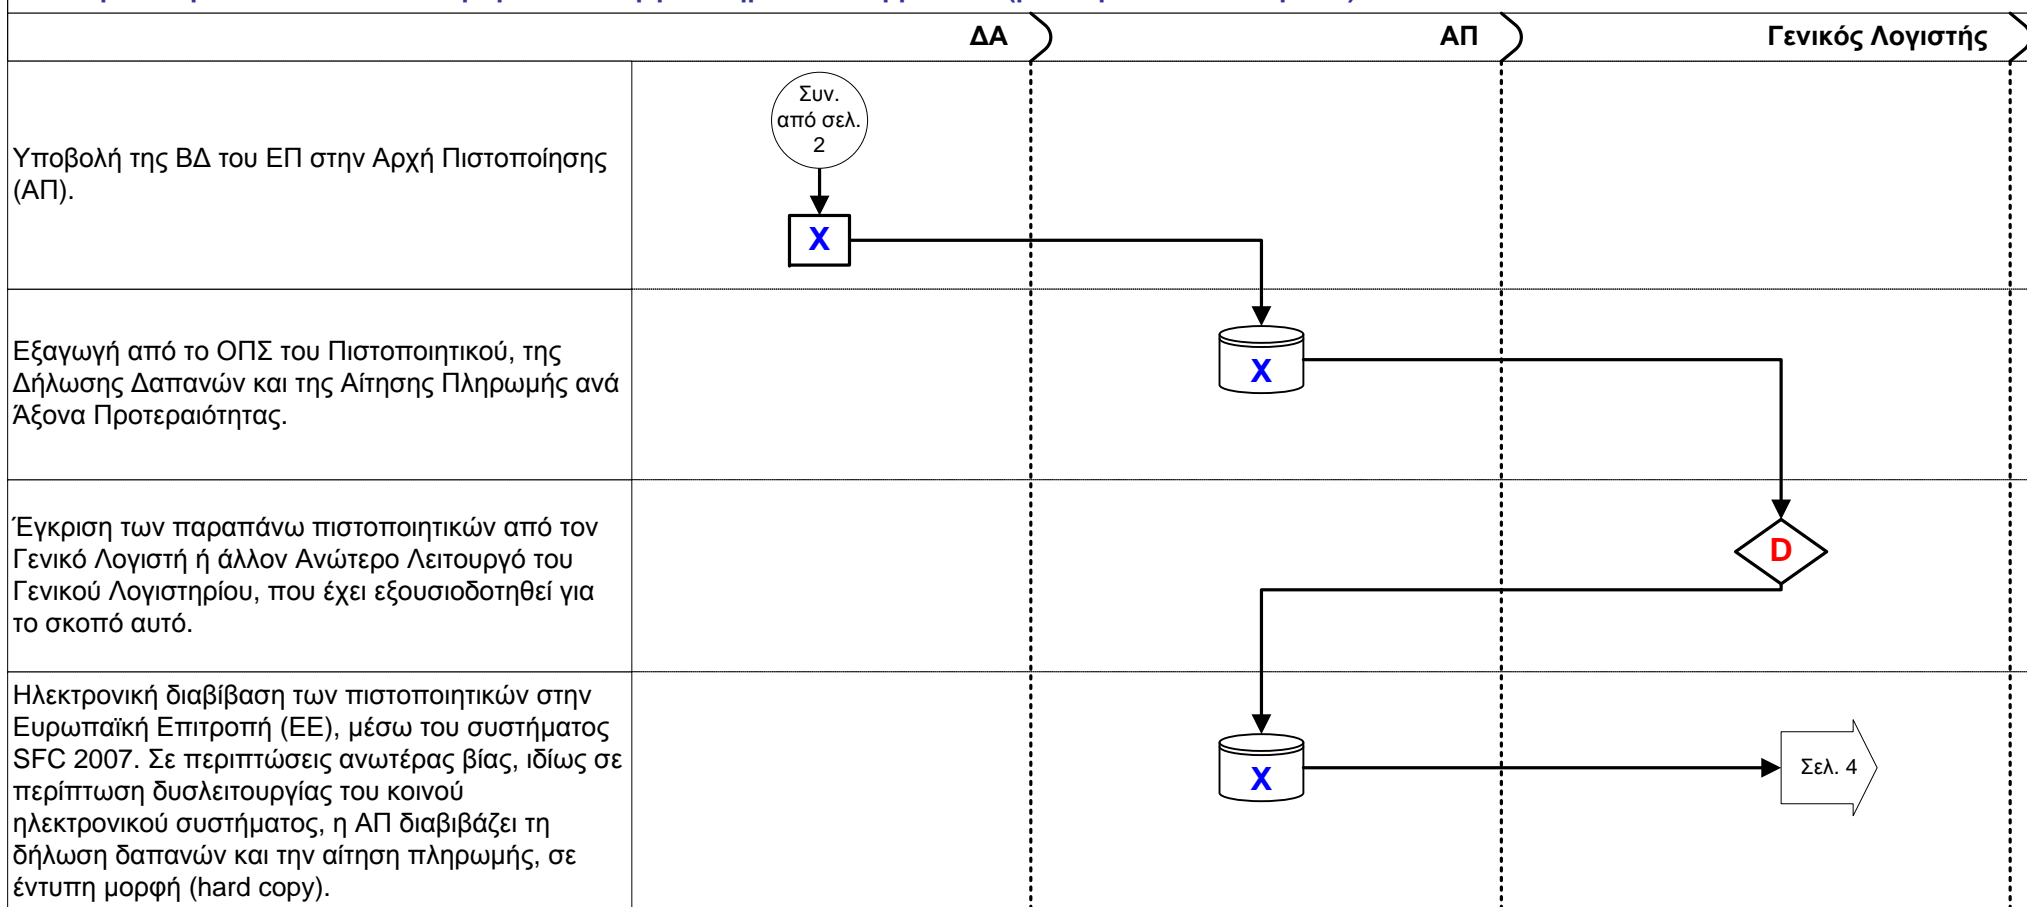 ΔΑ
ΑΠ
Γενικός Λογιστής
Υποβολή της ΒΔ του ΕΠ στην Αρχή Πιστοποίησης
(ΑΠ).
Συν.
από σελ.
2
X
Εξαγωγή από το ΟΠΣ του Πιστοποιητικού, της
Δήλωσης Δαπανών και της Αίτησης Πληρωμής ανά
Άξονα Προτεραιότητας.
X
Έγκριση των παραπάνω πιστοποιητικών από τον
Γενικό Λογιστή ή άλλον Ανώτερο Λειτουργό του
Γενικού Λογιστηρίου, που έχει εξουσιοδοτηθεί για
το σκοπό αυτό.
D
Ηλεκτρονική διαβίβαση των πιστοποιητικών στην
Ευρωπαϊκή Επιτροπή (ΕΕ), μέσω του συστήματος
SFC 2007. Σε περιπτώσεις ανωτέρας βίας, ιδίως σε
περίπτωση δυσλειτουργίας του κοινού
ηλεκτρονικού συστήματος, η ΑΠ διαβιβάζει τη
δήλωση δαπανών και την αίτηση πληρωμής, σε
έντυπη μορφή (hard copy).
X
Σελ. 4